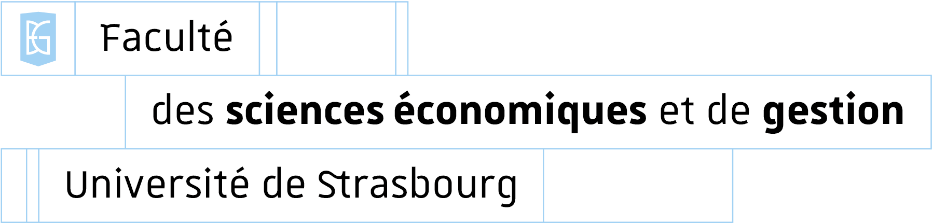 Faculté
des sciences économiques et de gestion
Université de Strasbourg